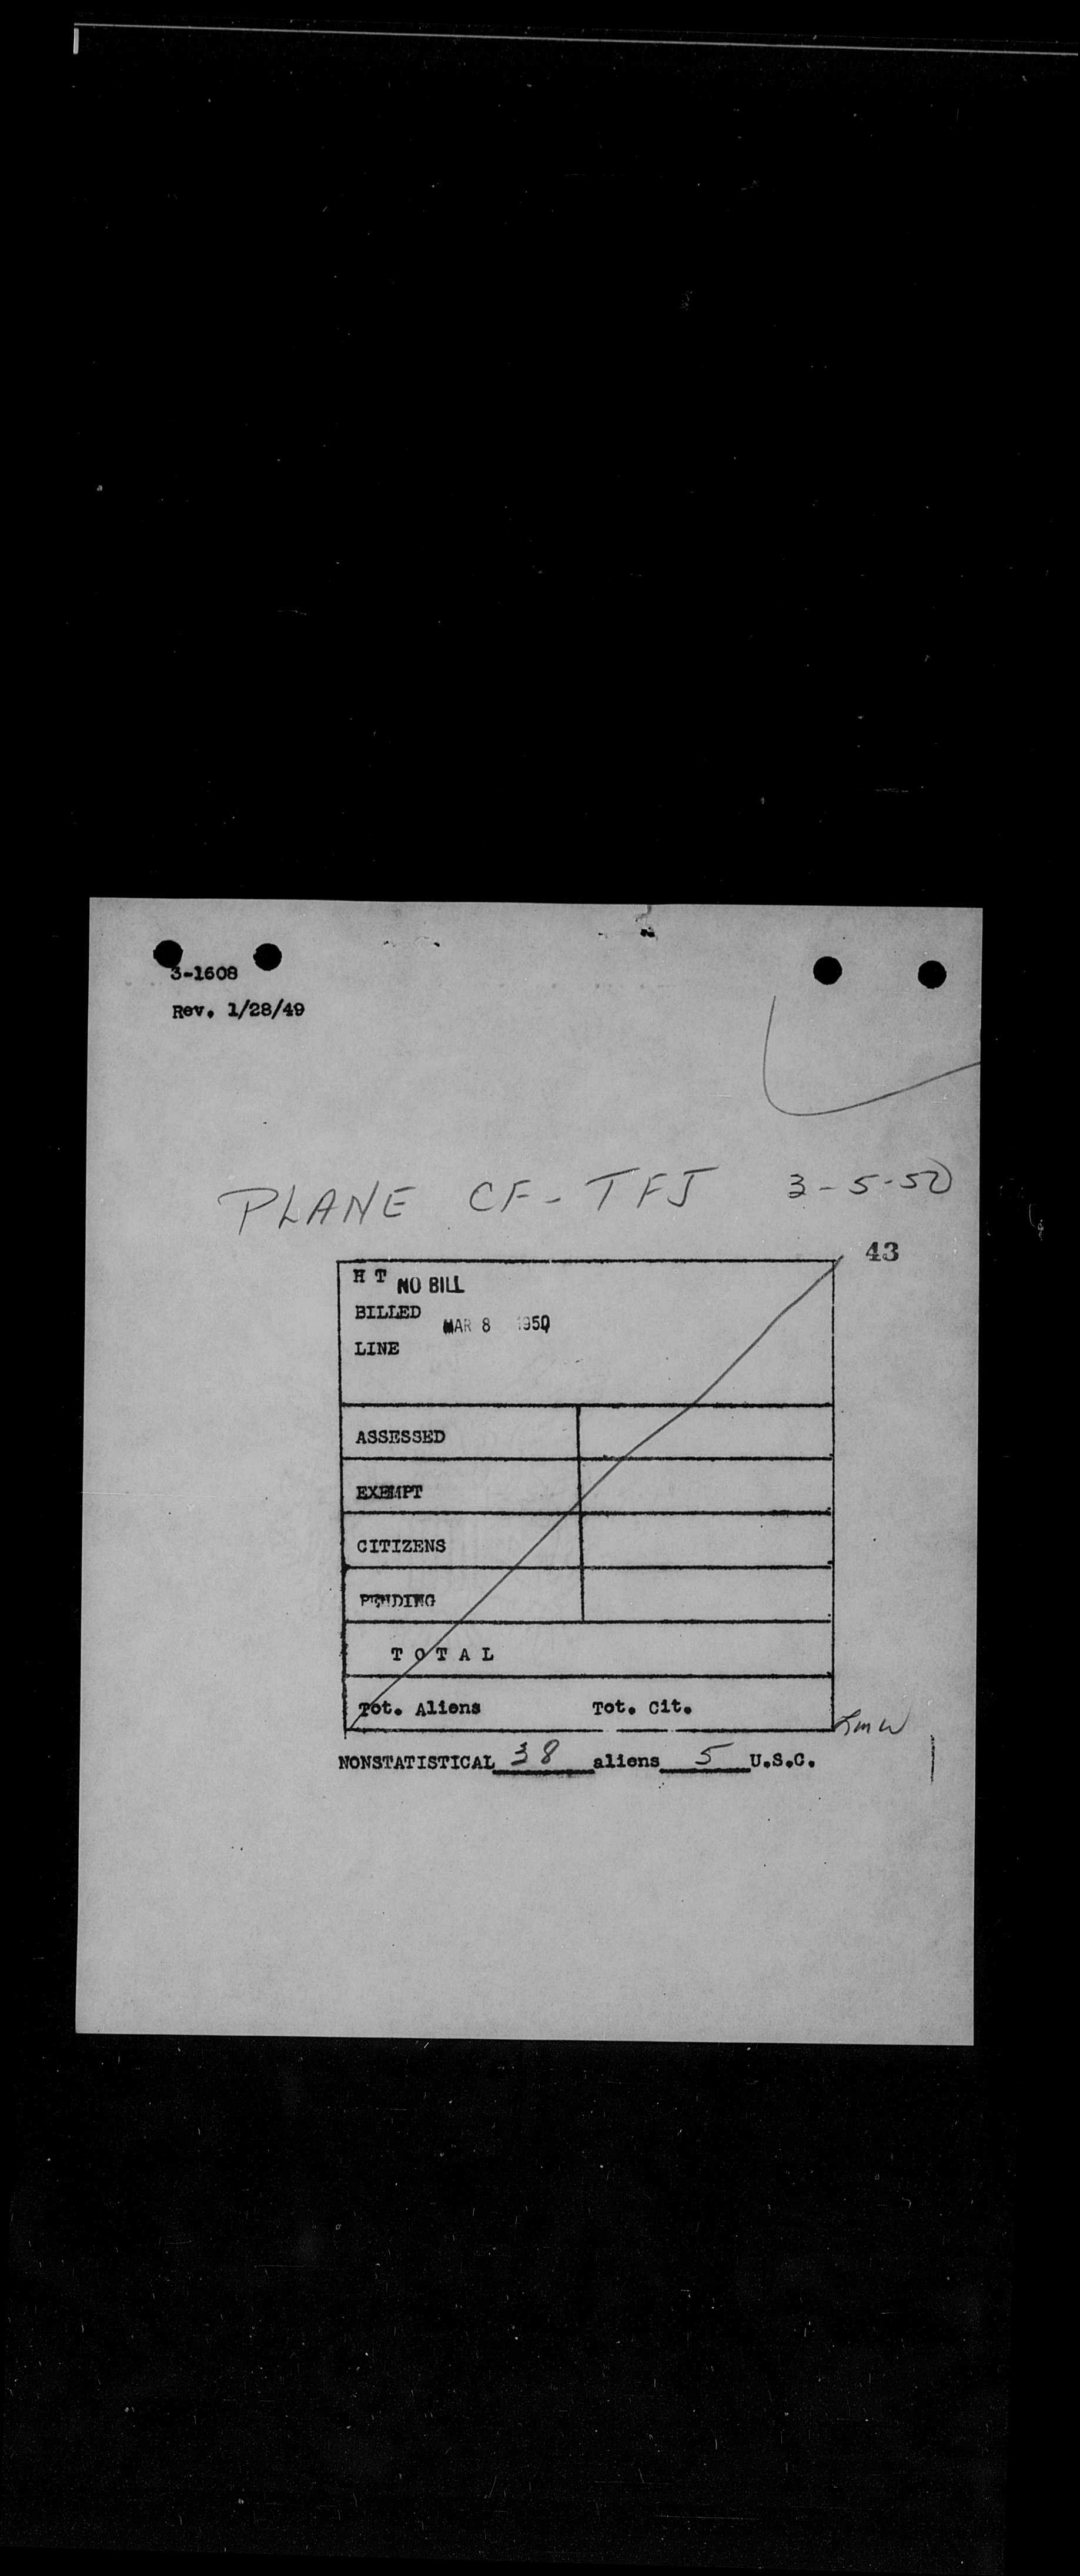 3-1608
Rev. 1/28/49
PLANE CF-TFJ 3-5-50
43
H T NO BILL
BILLED MAR 8 1950
LINE
ASSESSED
EXEMPT
CITIZENS
PENDING
T O T A L
Tot. Aliens Tot. Cit.
NONSTATISTICAL 38 aliens 5 U.S.C.